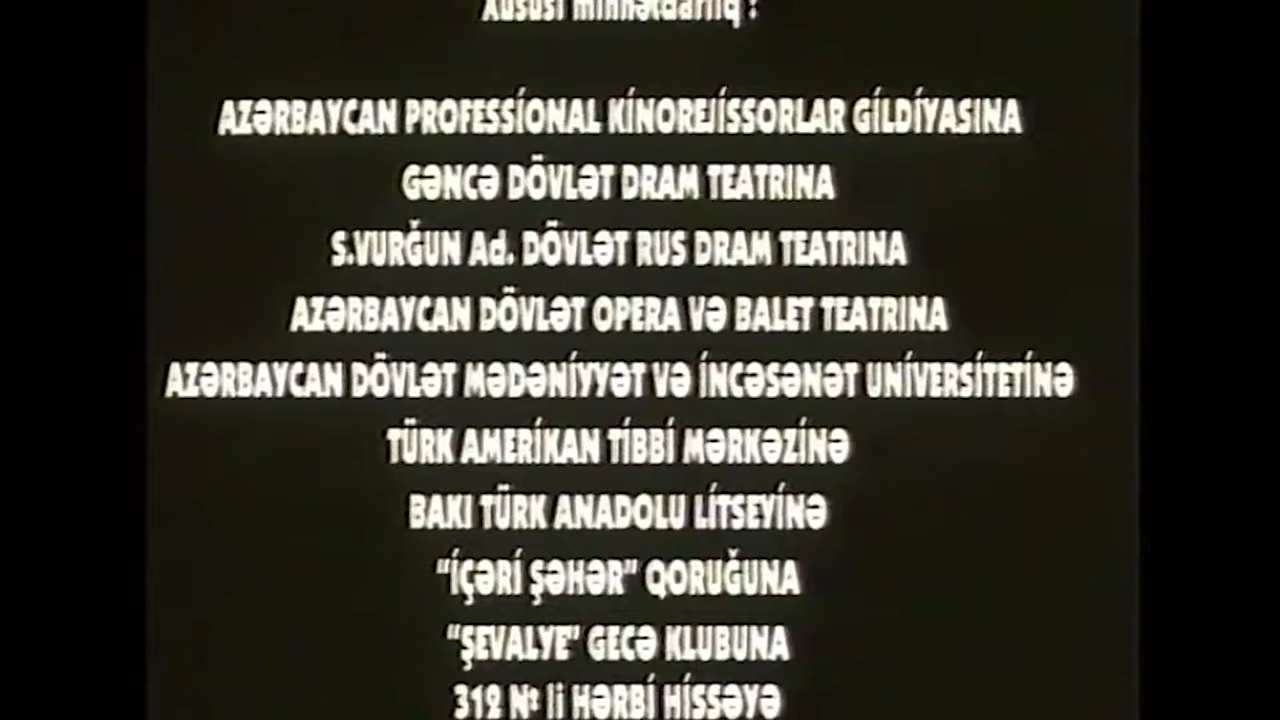 Xüsusi minnətdarlıq :
AZƏRBAYCAN PROFESSİONAL KİNOREJİSSORLAR GİLDİYASINA
GƏNCƏ DÖVLƏT DRAM TEATRINA
S.VURĞUN Ad. DÖVLƏT RUS DRAM TEATRINA
AZƏRBAYCAN DÖVLƏT OPERA VƏ BALET TEATRINA
AZƏRBAYCAN DÖVLƏT MƏDƏNİYYƏT VƏ İNCƏSƏNƏT UNİVERSİTETİNƏ
TÜRK AMERİKAN TİBBİ MƏRKƏZİNƏ
BAKI TÜRK ANADOLU LİTSEYİNƏ
“İÇƏRİ ŞƏHƏR” QORUĞUNA
“ŞEVALYE” GECƏ KLUBUNA
312 № li HƏRBİ HİSSƏYƏ